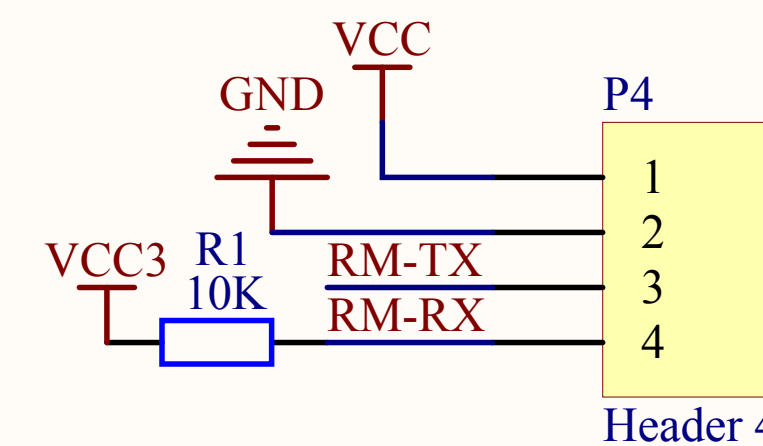 VCC
GND
P4
1
2
VCC3
R1
RM-TX
10K
3
RM-RX
4
Header 4